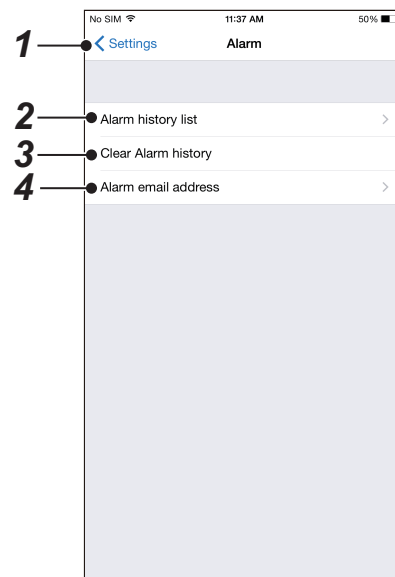 No SIM 11:37 AM 50%
1 Settings Alarm
2 Alarm history list
3 Clear Alarm history
4 Alarm email address